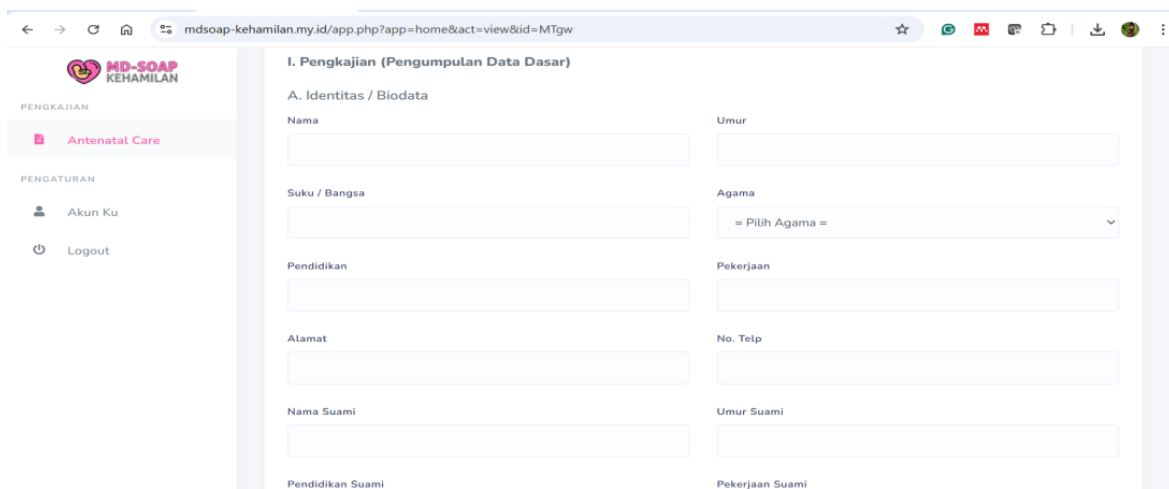 mdsoap-kehamilan.my.id/app.php?app=home&act=view&id=MTgw
MD-SOAP
KEHAMILAN
PENGKAJIAN
Antenatal Care
PENGATURAN
Akun Ku
Logout
I. Pengkajian (Pengumpulan Data Dasar)
A. Identitas / Biodata
Nama Umur
Suku / Bangsa Agama
= Pilih Agama =
Pendidikan Pekerjaan
Alamat No. Telp
Nama Suami Umur Suami
Pendidikan Suami Pekerjaan Suami